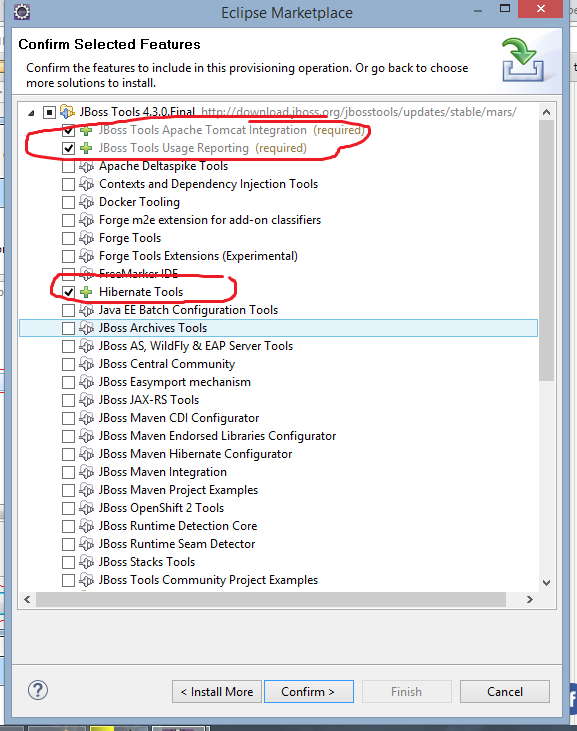 Eclipse Marketplace
Confirm Selected Features
Confirm the features to include in this provisioning operation. Or go back to choose
more solutions to install.
JBoss Tools 4.3.0.Final http://download.jboss.org/jbosstools/updates/stable/mars/
JBoss Tools Apache Tomcat Integration (required)
JBoss Tools Usage Reporting (required)
Apache Deltaspike Tools
Contexts and Dependency Injection Tools
Docker Tooling
Forge m2e extension for add-on classifiers
Forge Tools
Forge Tools Extensions (Experimental)
FreeMarker IDE
Hibernate Tools
Java EE Batch Configuration Tools
JBoss Archives Tools
JBoss AS, WildFly & EAP Server Tools
JBoss Central Community
JBoss Easymport mechanism
JBoss JAX-RS Tools
JBoss Maven CDI Configurator
JBoss Maven Endorsed Libraries Configurator
JBoss Maven Hibernate Configurator
JBoss Maven Integration
JBoss Maven Project Examples
JBoss OpenShift 2 Tools
JBoss Runtime Detection Core
JBoss Runtime Seam Detector
JBoss Stacks Tools
JBoss Tools Community Project Examples
< Install More Confirm > Finish Cancel